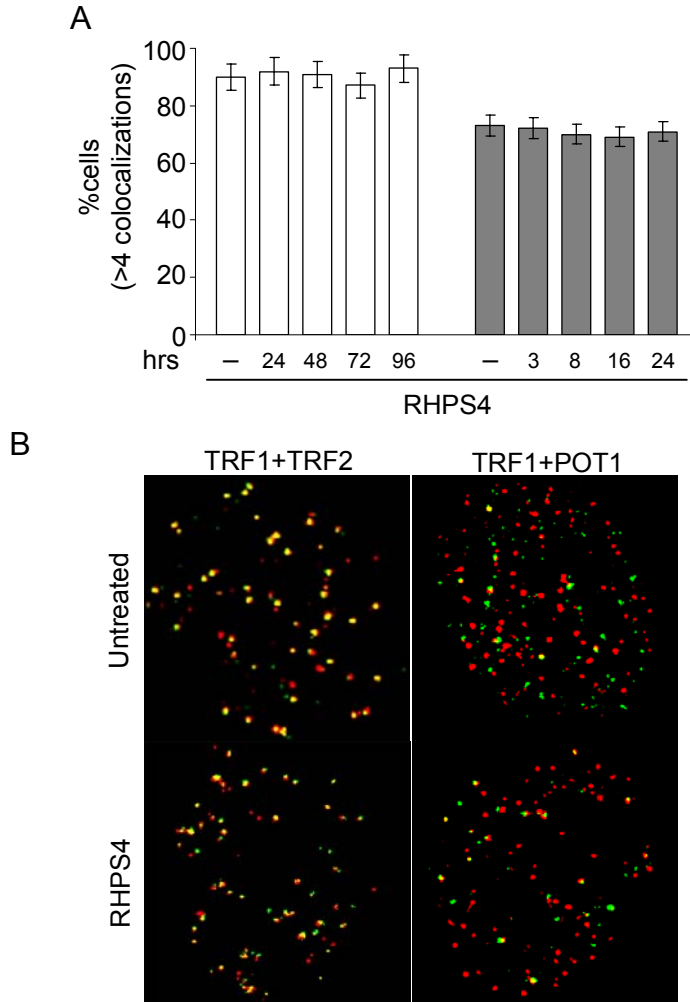 A
100
80
60
40
20
0
%cells
(>4 colocalizations)
hrs – 24 48 72 96 – 3 8 16 24
RHPS4
B
TRF1+TRF2 TRF1+POT1
Untreated
RHPS4